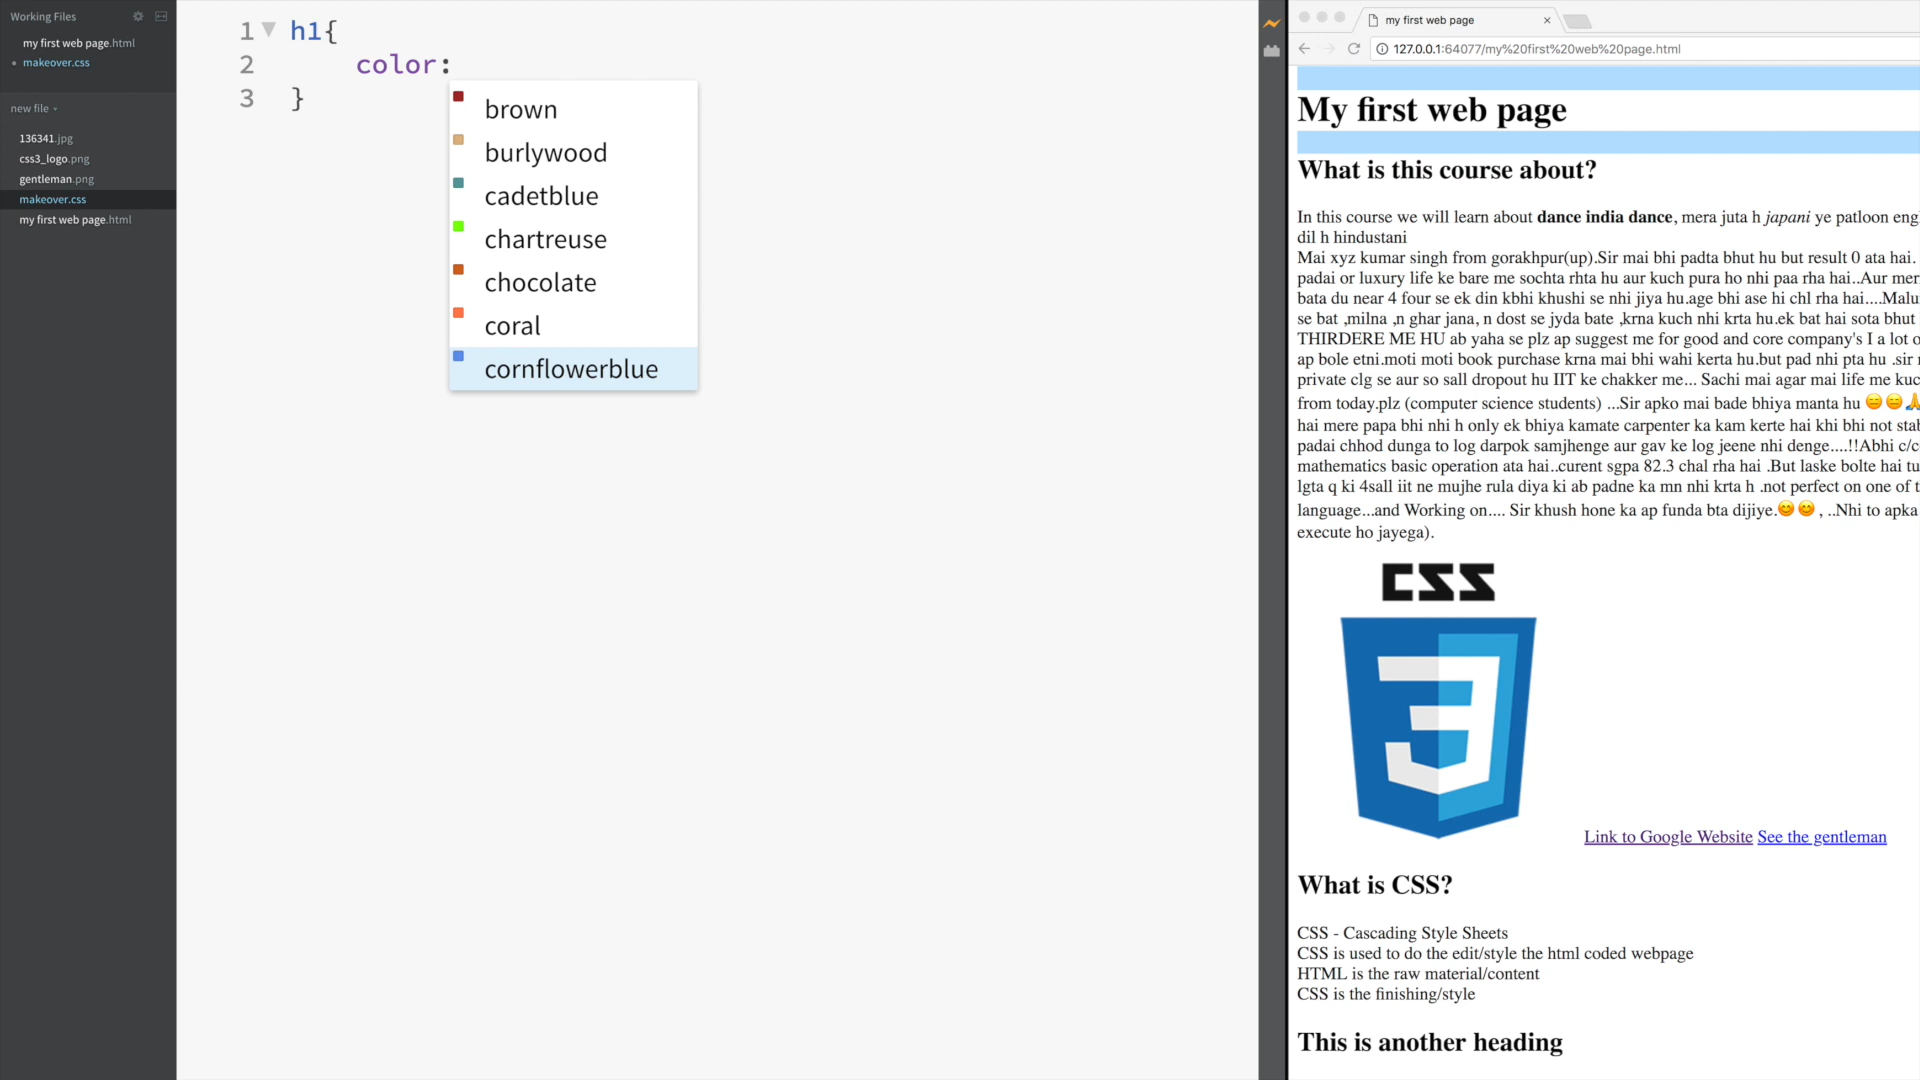 Working Files
my first web page.html
makeover.css
new file
136341.jpg
css3_logo.png
gentleman.png
makeover.css
my first web page.html
1 h1{
2 color:
3 }
brown
burlywood
cadetblue
chartreuse
chocolate
coral
cornflowerblue
my first web page
127.0.0.1:64077/my%20first%20web%20page.html
My first web page
What is this course about?
In this course we will learn about dance india dance, mera juta h japani ye patloon eng
dil h hindustani
Mai xyz kumar singh from gorakhpur(up).Sir mai bhi padta bhut hu but result 0 ata hai.
padai or luxury life ke bare me sochta rhta hu aur kuch pura ho nhi paa rha hai..Aur mer
bata du near 4 four se ek din kbhi khushi se nhi jiya hu.age bhi ase hi chl rha hai....Malu
se bat ,milna ,n ghar jana, n dost se jyda bate ,krna kuch nhi krta hu.ek bat hai sota bhut
THIRDERE ME HU ab yaha se plz ap suggest me for good and core company's I a lot o
ap bole etni.moti moti book purchase krna mai bhi wahi kerta hu.but pad nhi pta hu .sir
private clg se aur so sall dropout hu IIT ke chakker me... Sachi mai agar mai life me kuc
from today.plz (computer science students) ...Sir apko mai bade bhiya manta hu 😑😑🙏
hai mere papa bhi nhi h only ek bhiya kamate carpenter ka kam kerte hai khi bhi not stab
padai chhod dunga to log darpok samjhenge aur gav ke log jeene nhi denge....!!Abhi c/c
mathematics basic operation ata hai..curent sgpa 82.3 chal rha hai .But laske bolte hai tu
lgta q ki 4sall iit ne mujhe rula diya ki ab padne ka mn nhi krta h .not perfect on one of t
language...and Working on.... Sir khush hone ka ap funda bta dijiye.😊😊 , ..Nhi to apka
execute ho jayega).
CSS
3
Link to Google Website See the gentleman
What is CSS?
CSS - Cascading Style Sheets
CSS is used to do the edit/style the html coded webpage
HTML is the raw material/content
CSS is the finishing/style
This is another heading